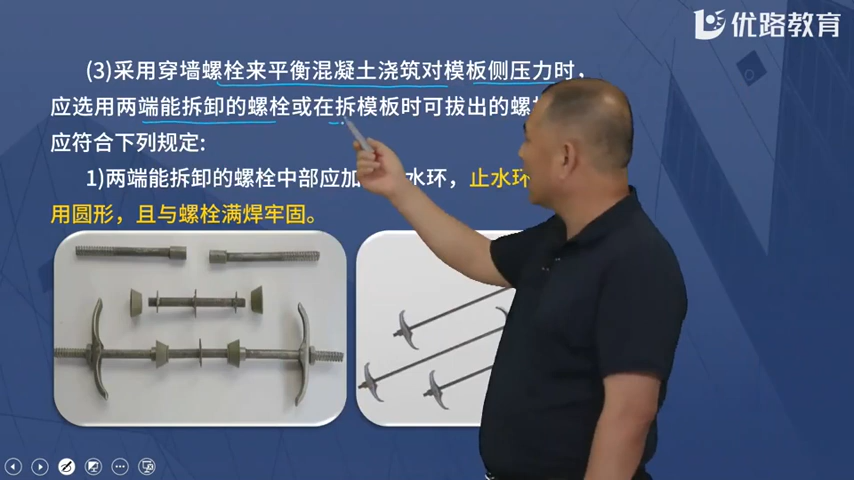 优路教育
(3)采用穿墙螺栓来平衡混凝土浇筑对模板侧压力时，
应选用两端能拆卸的螺栓或在拆模板时可拔出的螺
应符合下列规定:
1)两端能拆卸的螺栓中部应加 水环，止水环
用圆形，且与螺栓满焊牢固。